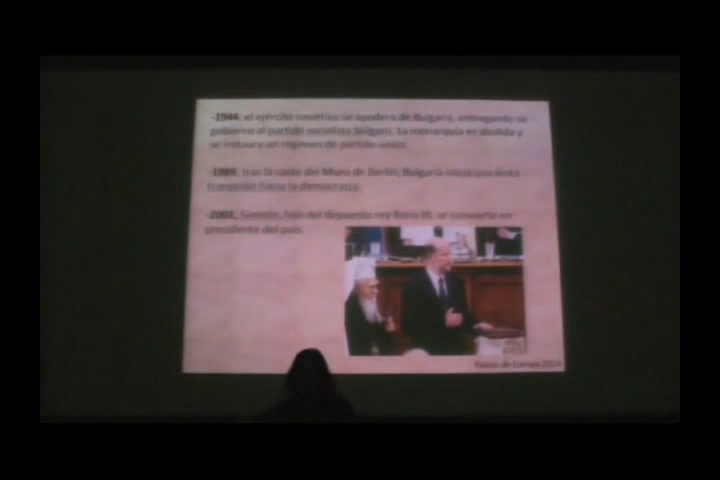 -1944, el ejército soviético se apodera de Bulgaria, entregando su
gobierno al partido socialista búlgaro. La monarquía es abolida y
se instaura un régimen de partido único.
-1989, tras la caída del Muro de Berlín, Bulgaria inicia una lenta
transición hacia la democracia.
-2001, Simeón, hijo del depuesto rey Boris III, se convierte en
presidente del país.
de Europa